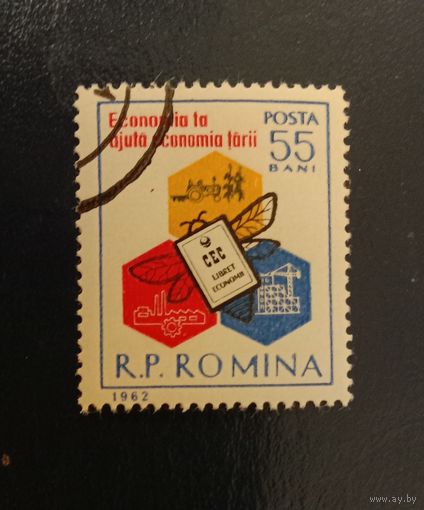 Economia ta
ajută economia țării
POSTA
55
BANI
CEC
LIBRET
ECONOMII
R.P. ROMINA
1962
www.ay.by